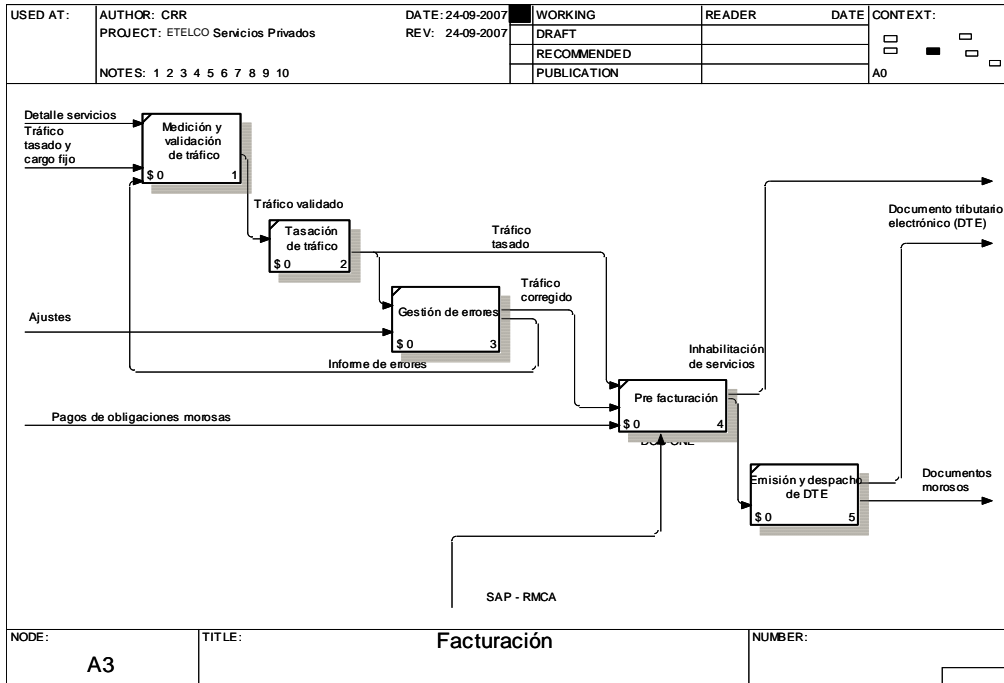 USED AT:
AUTHOR: CRR
DATE: 24-09-2007
PROJECT: ETELCO Servicios Privados
REV: 24-09-2007
NOTES: 1 2 3 4 5 6 7 8 9 10
WORKING
DRAFT
RECOMMENDED
PUBLICATION
READER DATE
CONTEXT:
A0
Detalle servicios
Tráfico
tasado y
cargo fijo
Medición y
validación
de tráfico
$ 0 1
Tráfico validado
Tasación
de tráfico
$ 0 2
Tráfico
tasado
Documento tributario
electrónico (DTE)
Tráfico
corregido
Gestión de errores
$ 0 3
Ajustes
Informe de errores
Inhabilitación
de servicios
Pre facturación
$ 0 4
Pagos de obligaciones morosas
Emisión y despacho
de DTE
$ 0 5
Documentos
morosos
SAP - RMCA
NODE:
A3
TITLE:
Facturación
NUMBER: